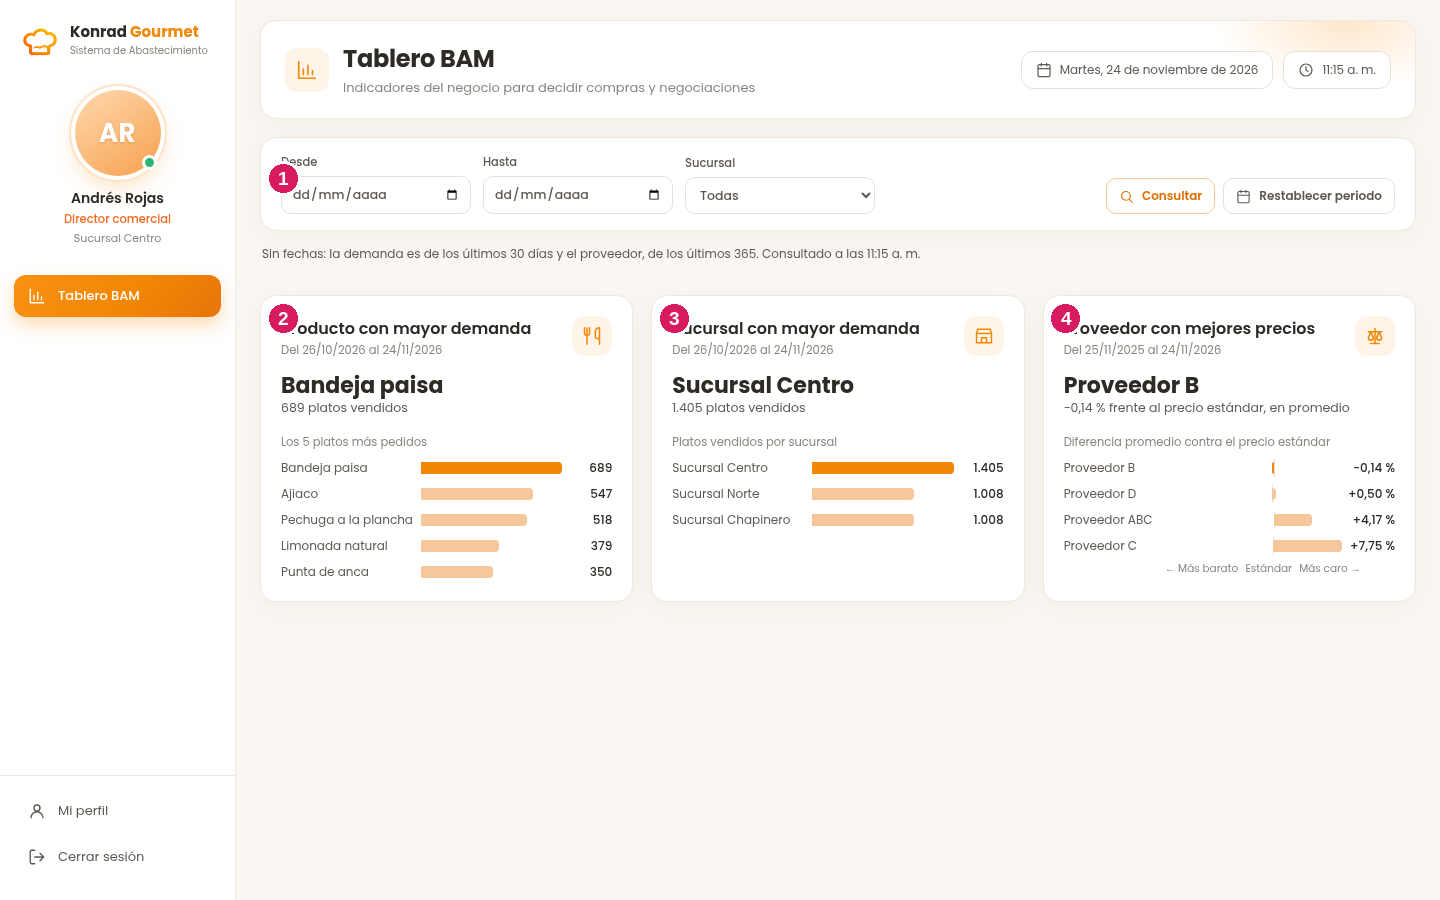 Konrad Gourmet
Sistema de Abastecimiento
AR
Andrés Rojas
Director comercial
Sucursal Centro
Tablero BAM
Mi perfil
Cerrar sesión
Tablero BAM
Indicadores del negocio para decidir compras y negociaciones
Martes, 24 de noviembre de 2026
11:15 a. m.
1
Desde
dd/mm/aaaa
Hasta
dd/mm/aaaa
Sucursal
Todas
Consultar
Restablecer periodo
Sin fechas: la demanda es de los últimos 30 días y el proveedor, de los últimos 365. Consultado a las 11:15 a. m.
2
oducto con mayor demanda
Del 26/10/2026 al 24/11/2026
Bandeja paisa
689 platos vendidos
Los 5 platos más pedidos
Bandeja paisa 689
Ajiaco 547
Pechuga a la plancha 518
Limonada natural 379
Punta de anca 350
3
ucursal con mayor demanda
Del 26/10/2026 al 24/11/2026
Sucursal Centro
1.405 platos vendidos
Platos vendidos por sucursal
Sucursal Centro 1.405
Sucursal Norte 1.008
Sucursal Chapinero 1.008
4
oveedor con mejores precios
Del 25/11/2025 al 24/11/2026
Proveedor B
-0,14 % frente al precio estándar, en promedio
Diferencia promedio contra el precio estándar
Proveedor B -0,14 %
Proveedor D +0,50 %
Proveedor ABC +4,17 %
Proveedor C +7,75 %
← Más barato Estándar Más caro →